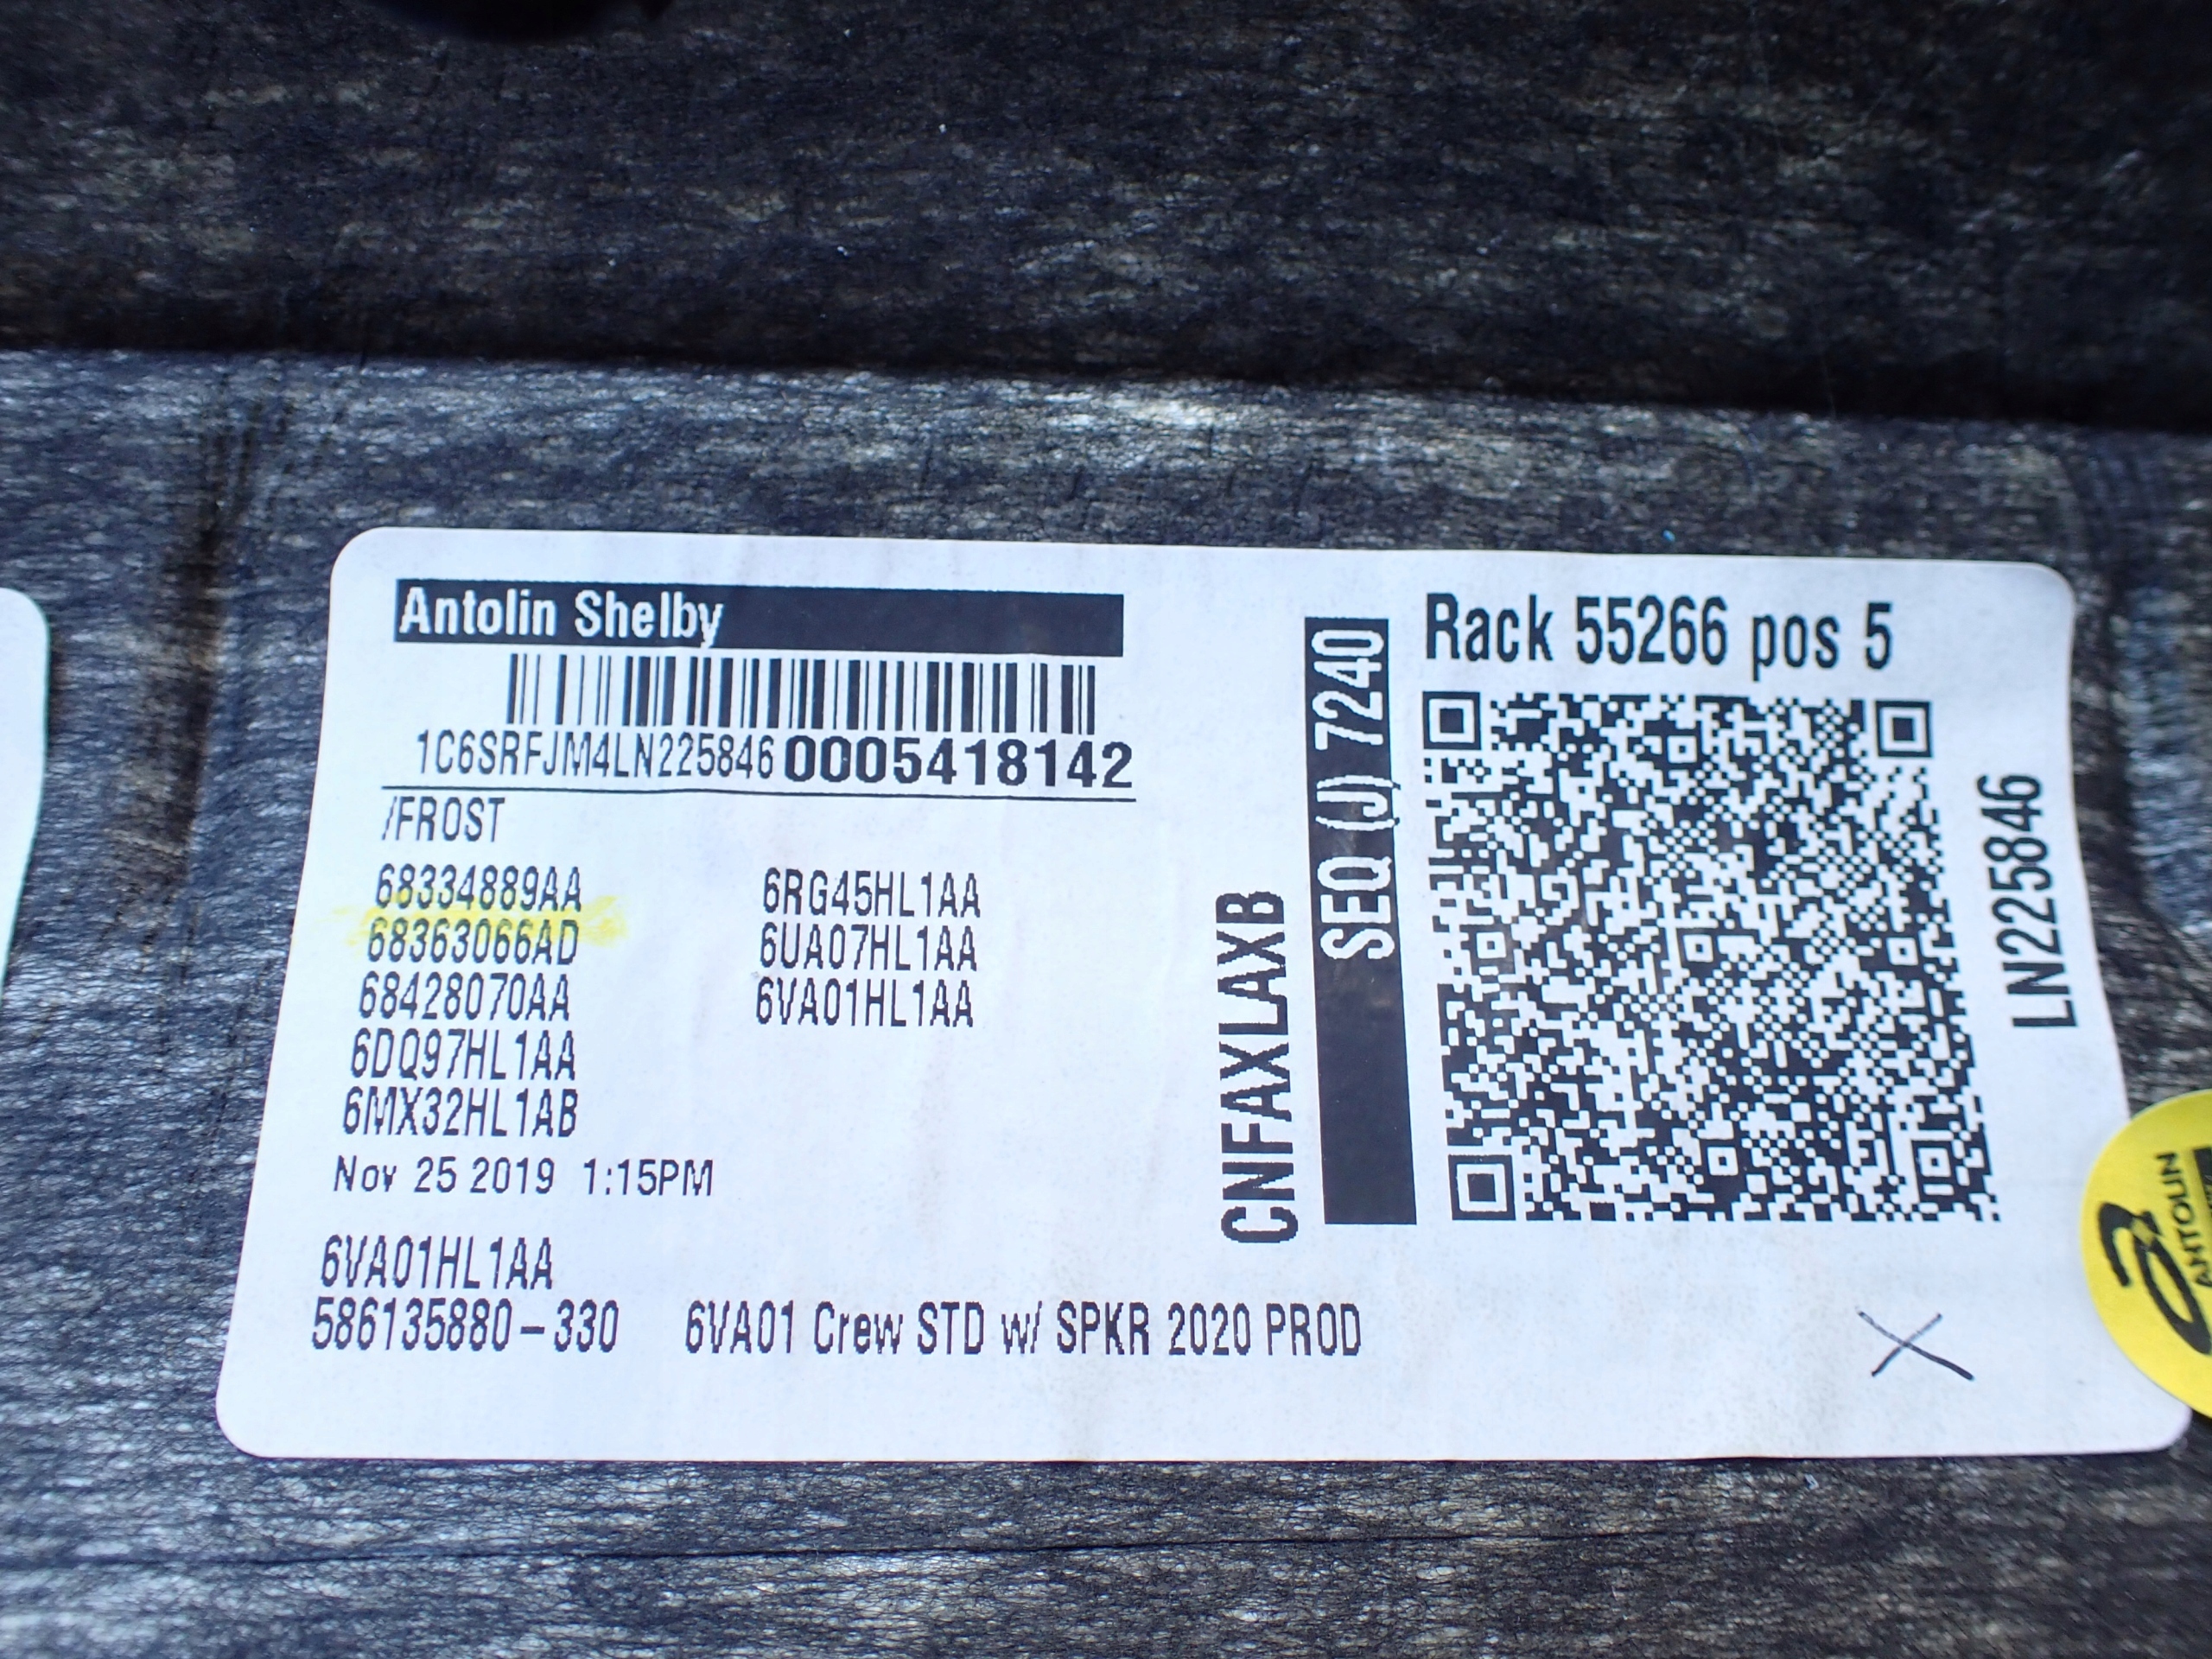 Antolin Shelby
1C6SRFJM4LN225846 0005418142
/FROST
68334889AA 6RG45HL1AA
68363066AD 6UA07HL1AA
68428070AA 6VA01HL1AA
6DQ97HL1AA
6MX32HL1AB
Nov 25 2019 1:15PM
6VA01HL1AA
586135880-330 6VA01 Crew STD w/ SPKR 2020 PROD
CNFAXLAXB
SEQ (J) 7240
Rack 55266 pos 5
LN225846
X
ANTOLIN